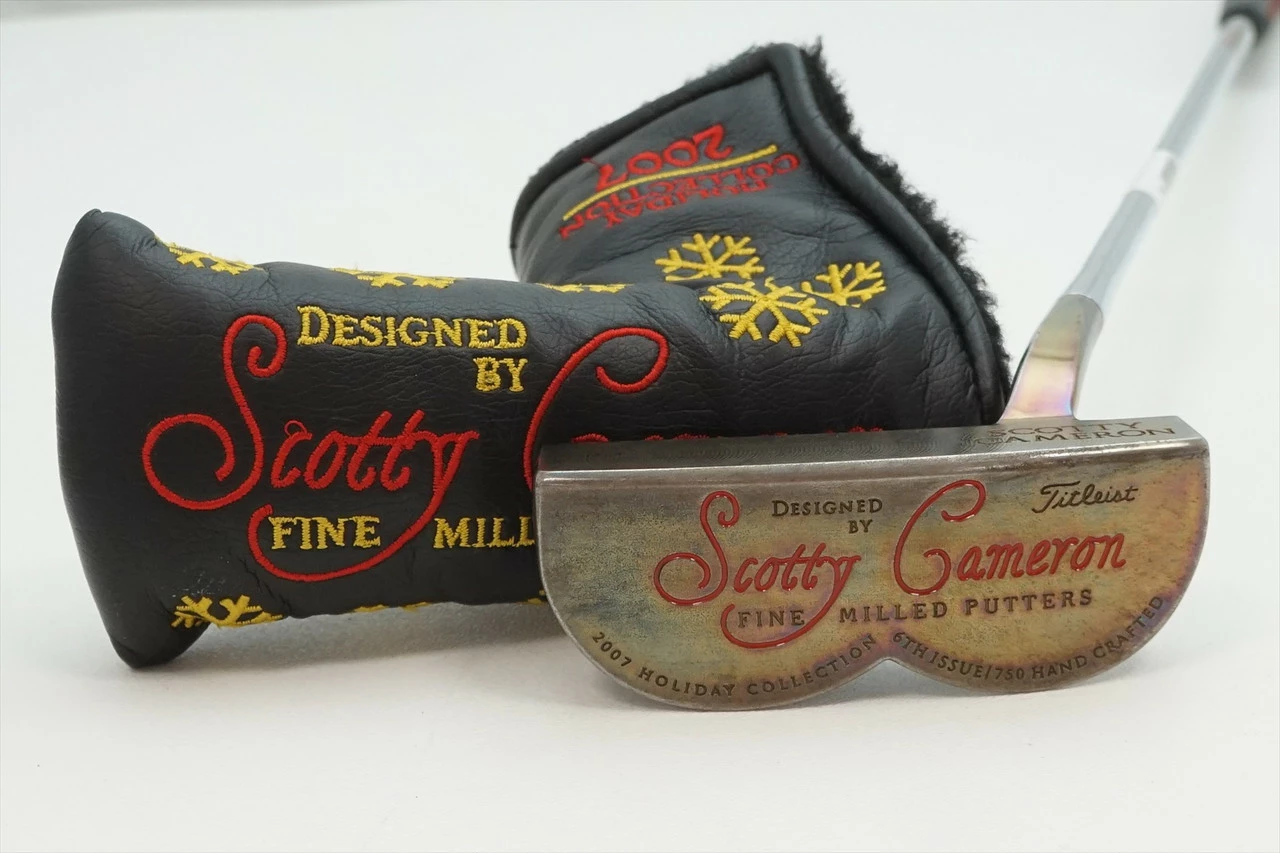 2007
HOLIDAY
COLLECTION
DESIGNED
BY
Scotty
FINE MILL
SCOTTY
CAMERON
Titleist
DESIGNED
BY
Scotty Cameron
FINE MILLED PUTTERS
2007 HOLIDAY COLLECTION 6TH ISSUE/750 HAND CRAFTED